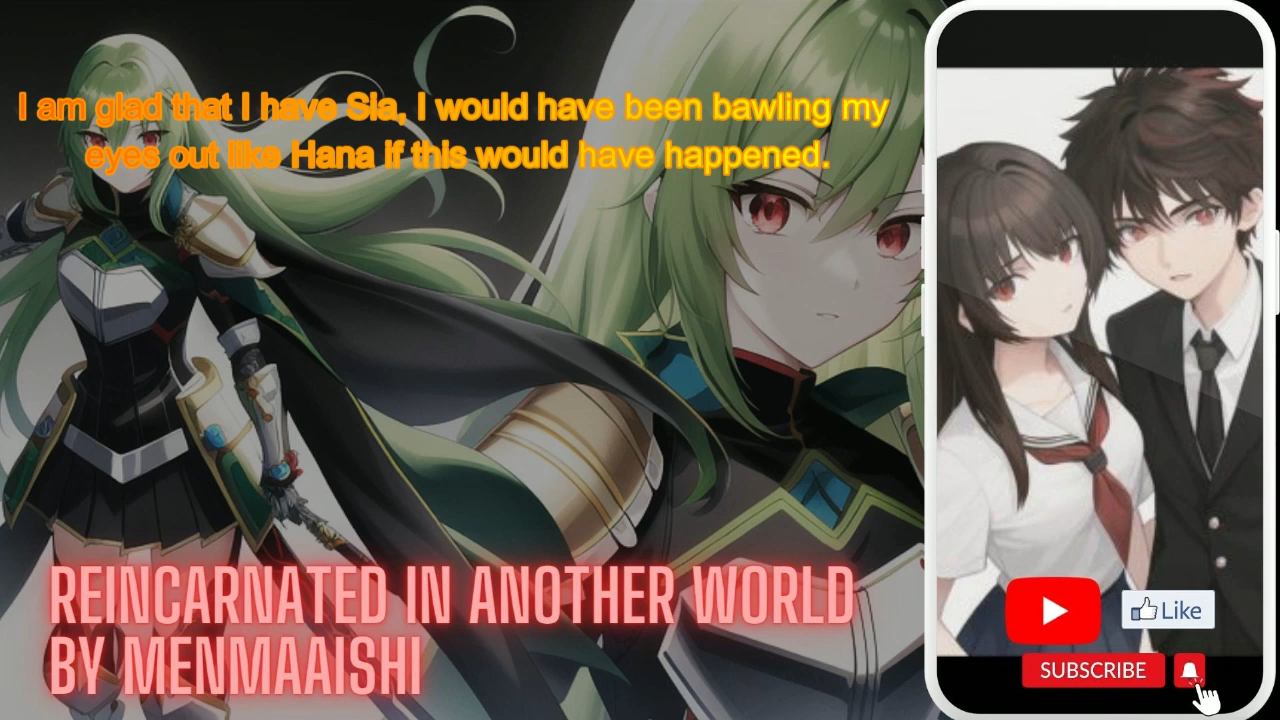 I am glad that I have Sia, I would have been bawling my
eyes out like Hana if this would have happened.
REINCARNATED IN ANOTHER WORLD
BY MENMAAISHI
Like
SUBSCRIBE